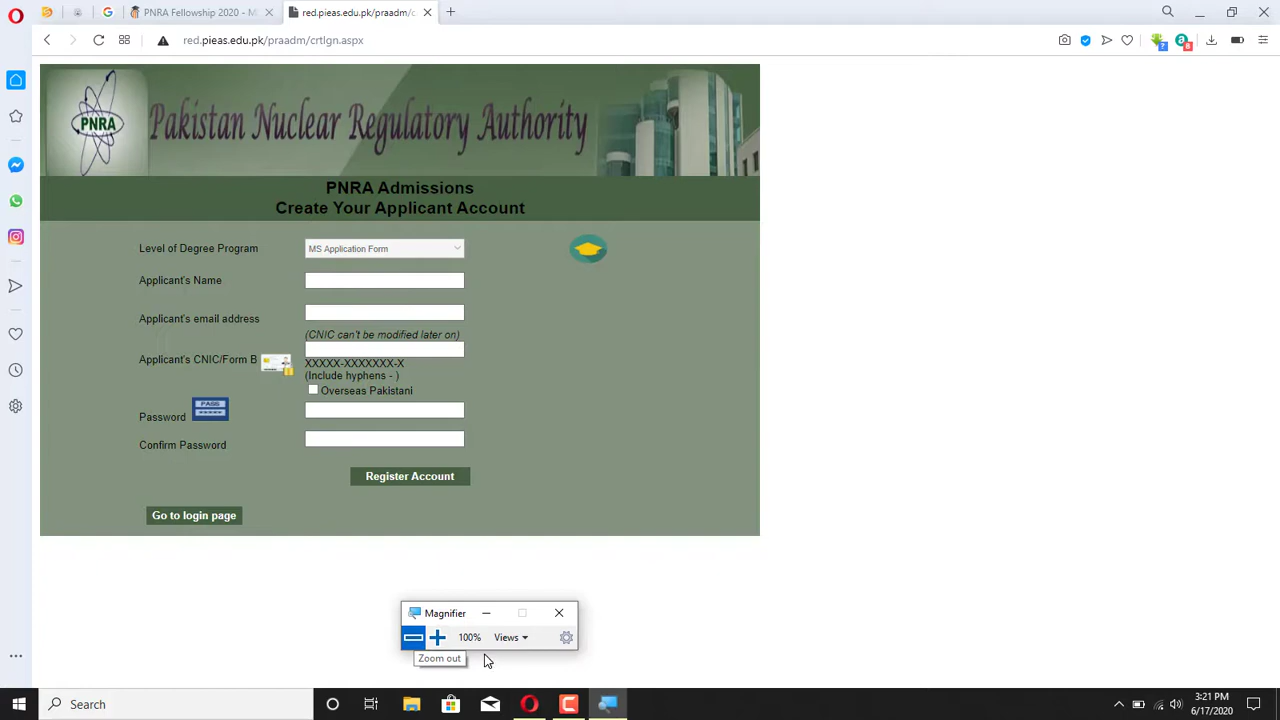 PNRA Fellowship 2020 - M
red.pieas.edu.pk/praadm/c
red.pieas.edu.pk/praadm/crtlgn.aspx
PNRA
Pakistan Nuclear Regulatory Authority
PNRA Admissions
Create Your Applicant Account
Level of Degree Program
MS Application Form
Applicant's Name
Applicant's email address
(CNIC can't be modified later on)
Applicant's CNIC/Form B
XXXXX-XXXXXXX-X
(Include hyphens - )
Overseas Pakistani
Password
PASS
Confirm Password
Register Account
Go to login page
Magnifier
100%
Views
Zoom out
Search
3:21 PM
6/17/2020